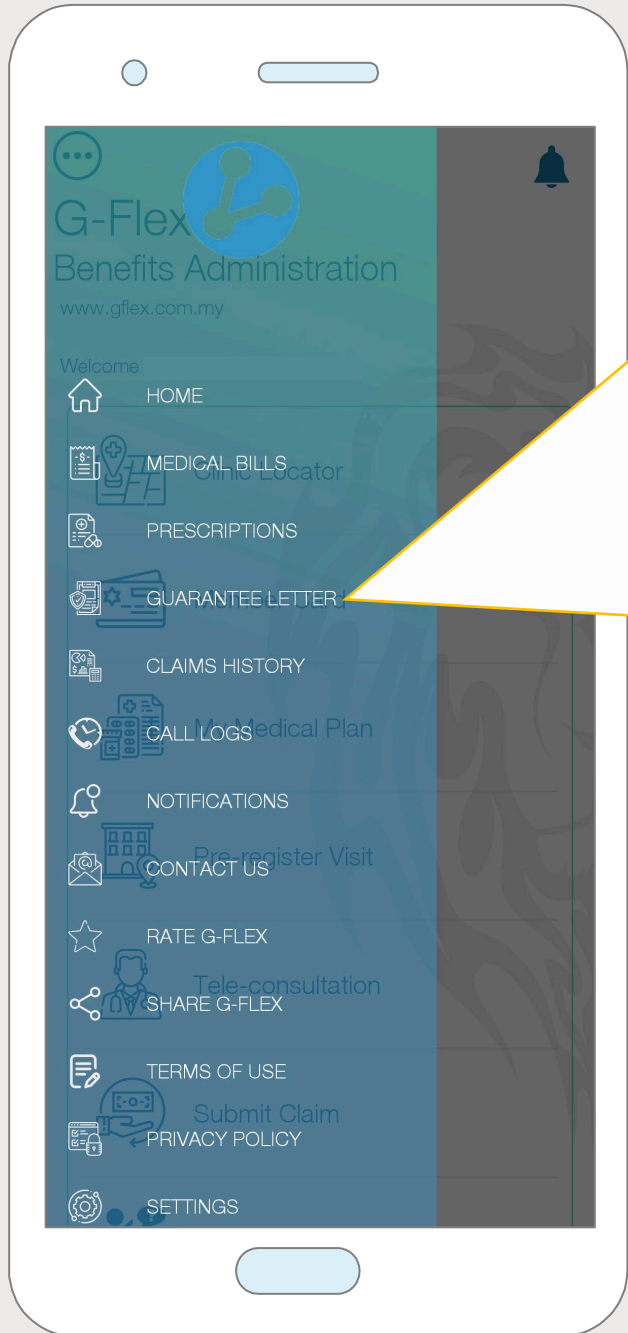 G-Flex
Benefits Administration
www.gflex.com.my
Welcome
HOME
MEDICAL BILLS
Clinic Locator
PRESCRIPTIONS
GUARANTEE LETTER
CLAIMS HISTORY
CALL LOGS
My Medical Plan
NOTIFICATIONS
Pre-register Visit
CONTACT US
RATE G-FLEX
Tele-consultation
SHARE G-FLEX
TERMS OF USE
Submit Claim
PRIVACY POLICY
SETTINGS